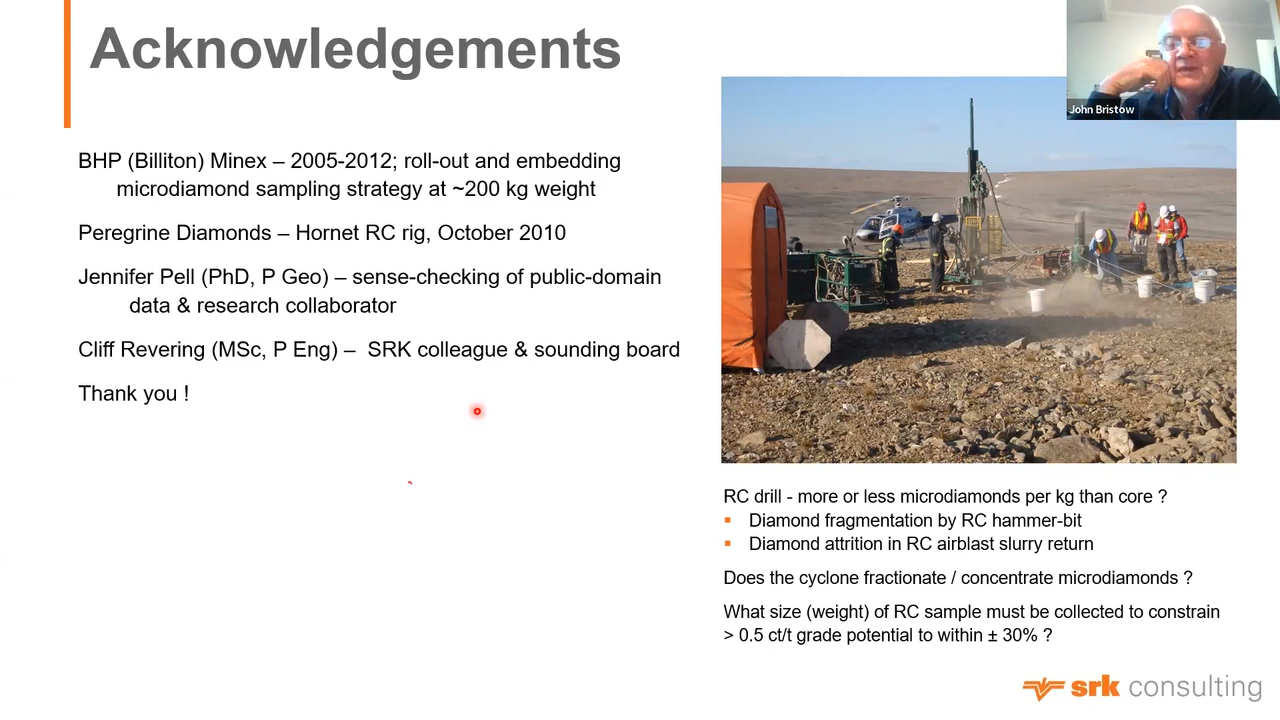 Acknowledgements
John Bristow
BHP (Billiton) Minex – 2005-2012; roll-out and embedding
microdiamond sampling strategy at ~200 kg weight
Peregrine Diamonds – Hornet RC rig, October 2010
Jennifer Pell (PhD, P Geo) – sense-checking of public-domain
data & research collaborator
Cliff Revering (MSc, P Eng) – SRK colleague & sounding board
Thank you !
RC drill - more or less microdiamonds per kg than core ?
▪ Diamond fragmentation by RC hammer-bit
▪ Diamond attrition in RC airblast slurry return
Does the cyclone fractionate / concentrate microdiamonds ?
What size (weight) of RC sample must be collected to constrain
> 0.5 ct/t grade potential to within ± 30% ?
srk consulting